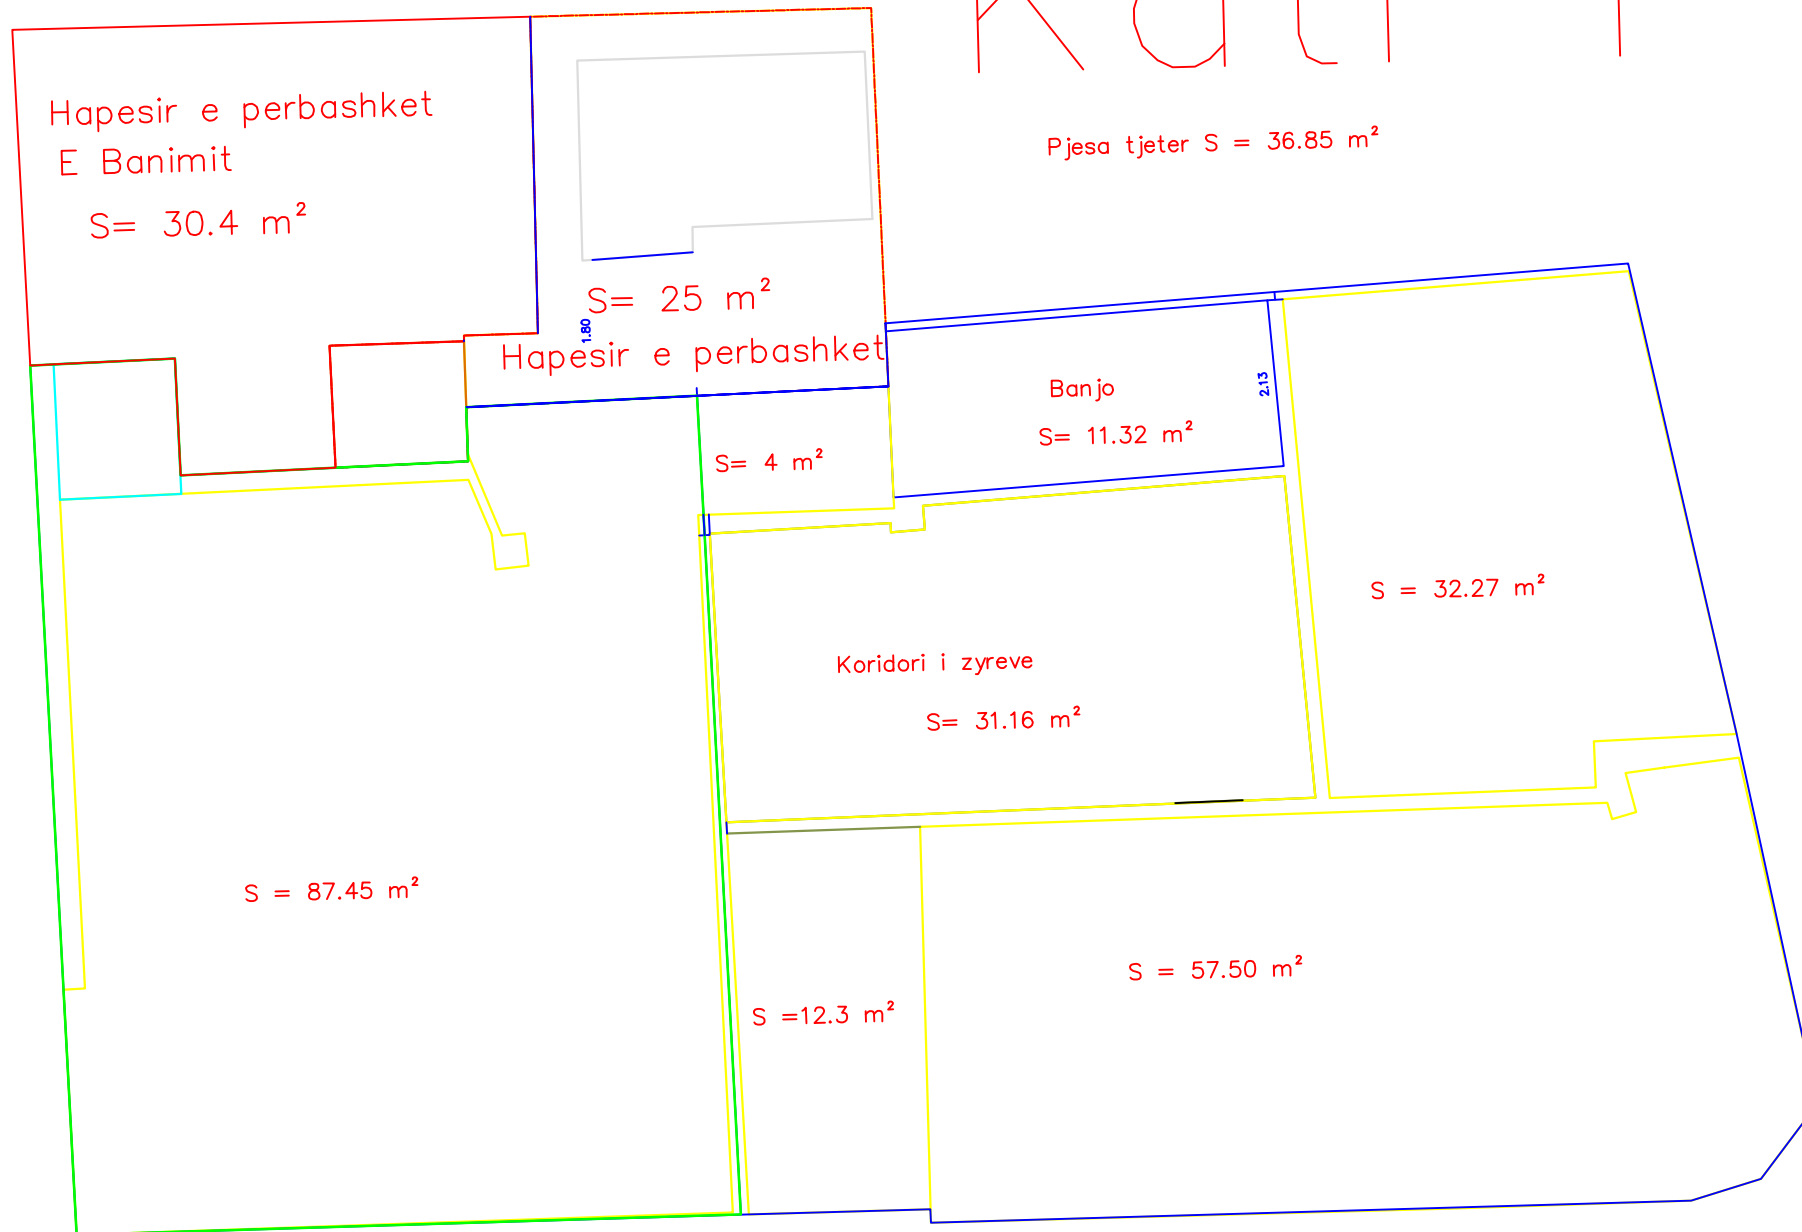 Kati 1
Hapesir e perbashket
E Banimit
S= 30.4 m²
Pjesa tjeter S = 36.85 m²
S= 25 m²
1.80
Hapesir e perbashket
Banjo
2.13
S= 11.32 m²
S= 4 m²
S = 32.27 m²
Koridori i zyreve
S= 31.16 m²
S = 87.45 m²
S = 57.50 m²
S =12.3 m²